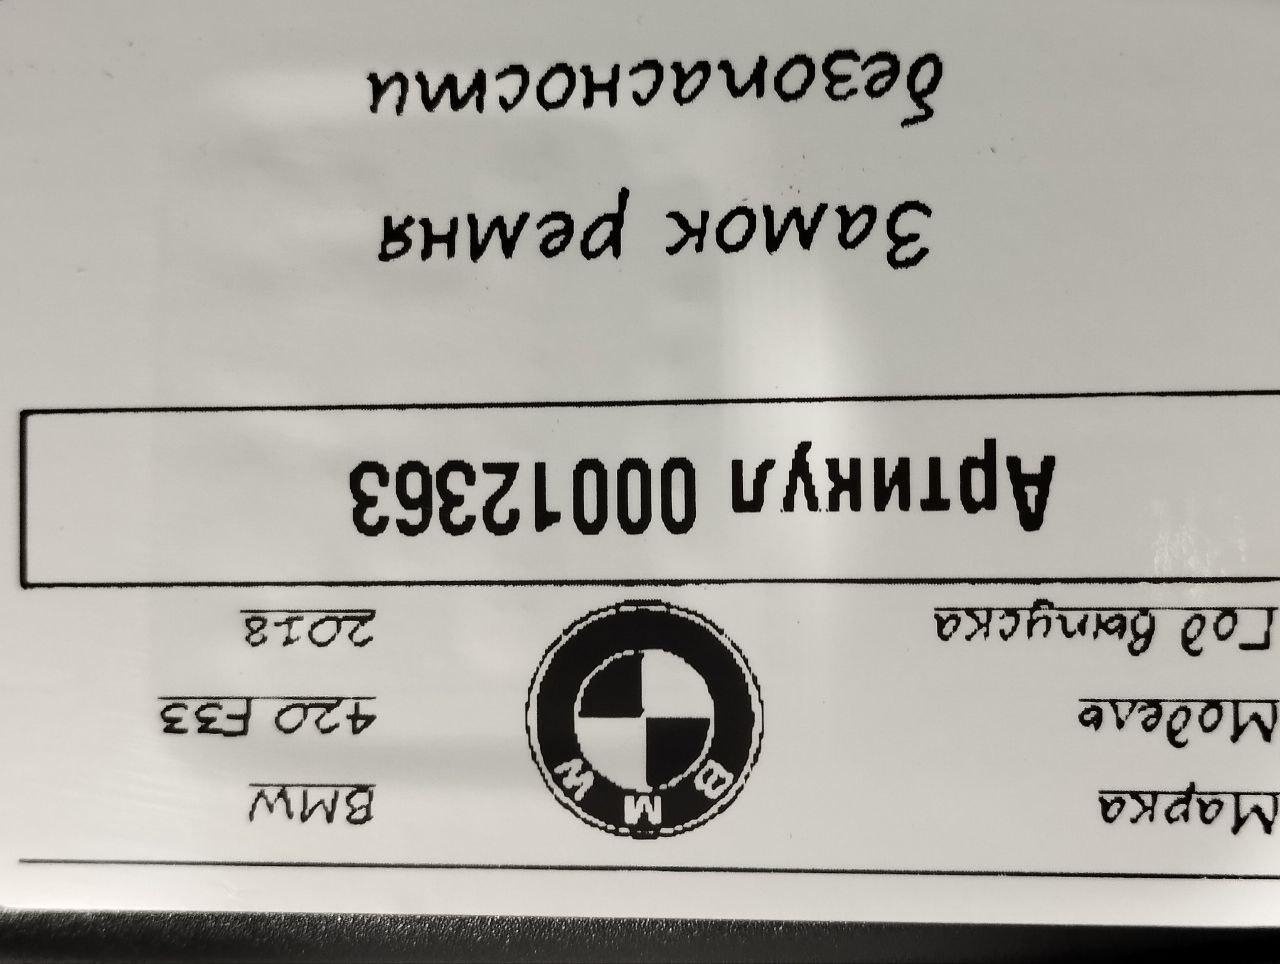 Марка BMW
Модель 420 F33
Год выпуска 2018
BMW
Артикул 00012363
Замок ремня
безопасности